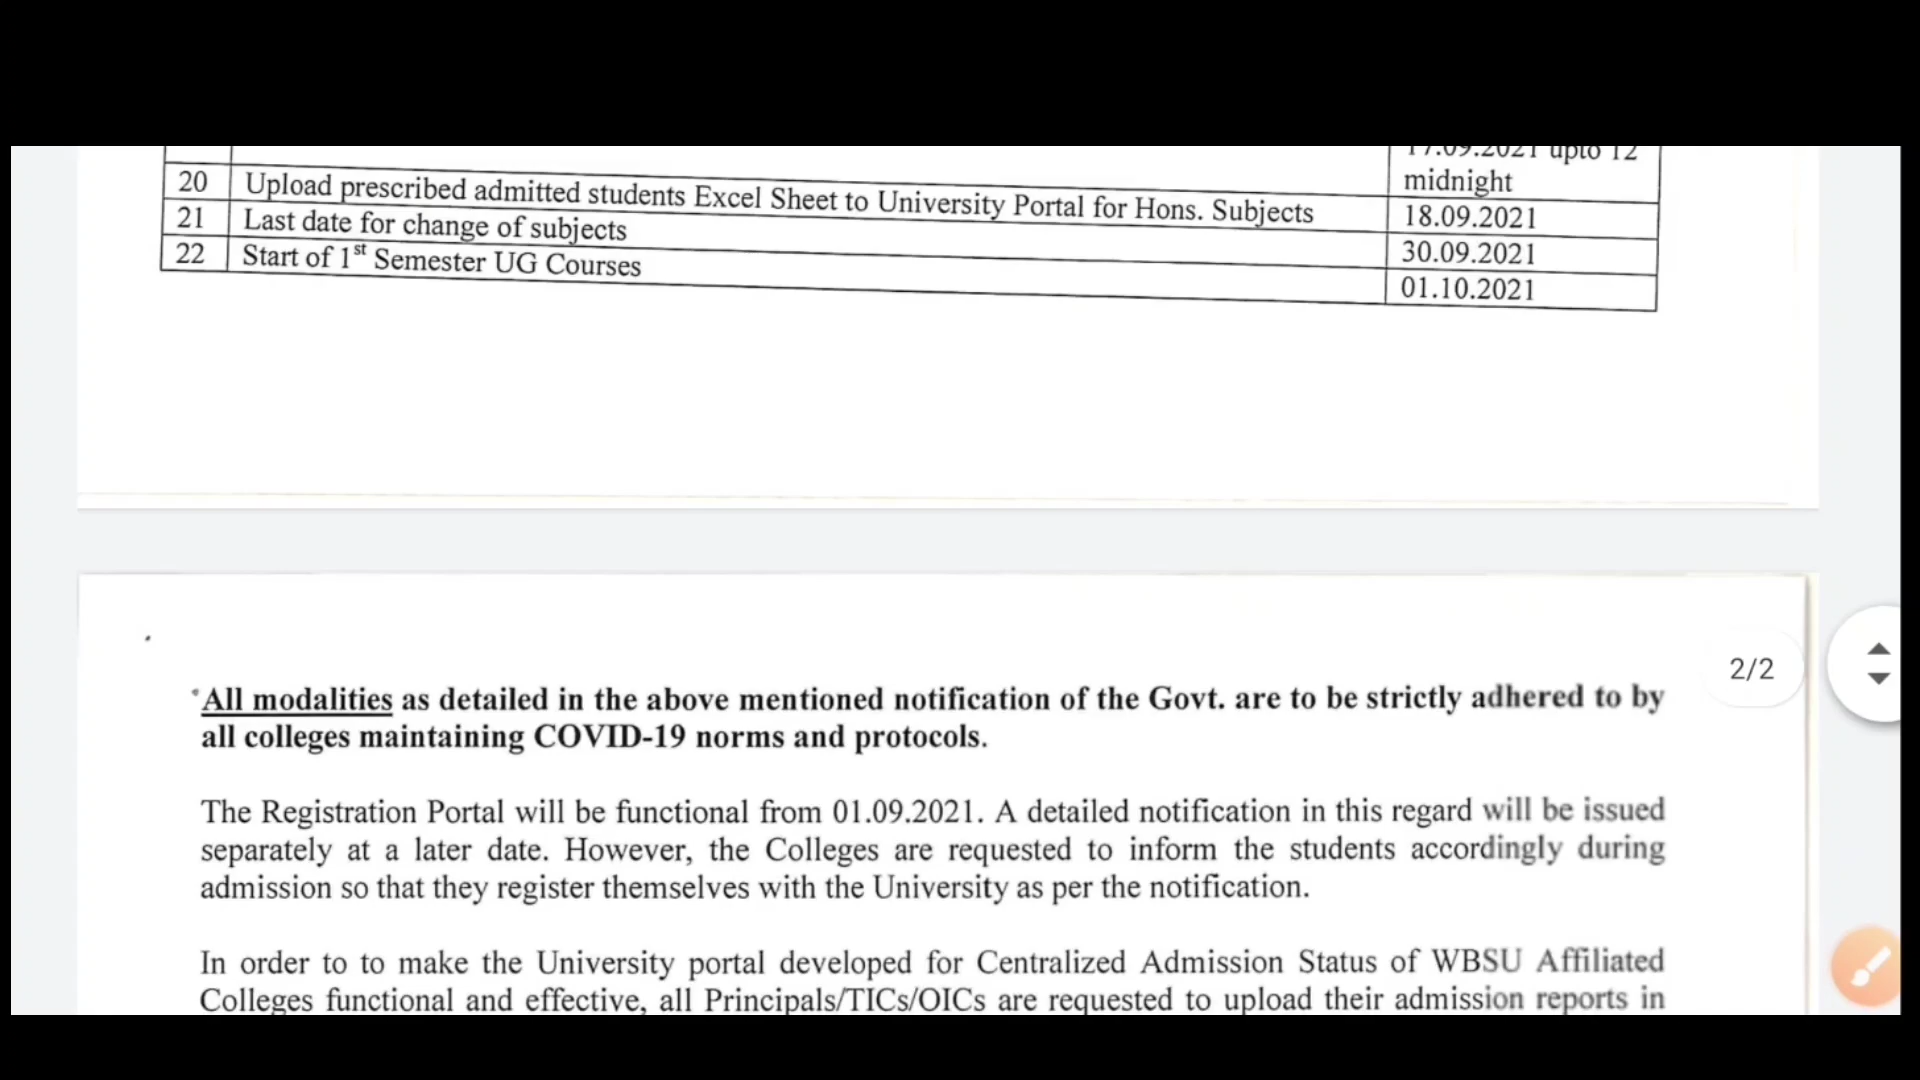 17.09.2021 upto 12
midnight
20 Upload prescribed admitted students Excel Sheet to University Portal for Hons. Subjects 18.09.2021
21 Last date for change of subjects 30.09.2021
22 Start of 1st Semester UG Courses 01.10.2021
2/2
All modalities as detailed in the above mentioned notification of the Govt. are to be strictly adhered to by
all colleges maintaining COVID-19 norms and protocols.
The Registration Portal will be functional from 01.09.2021. A detailed notification in this regard will be issued
separately at a later date. However, the Colleges are requested to inform the students accordingly during
admission so that they register themselves with the University as per the notification.
In order to to make the University portal developed for Centralized Admission Status of WBSU Affiliated
Colleges functional and effective, all Principals/TICs/OICs are requested to upload their admission reports in